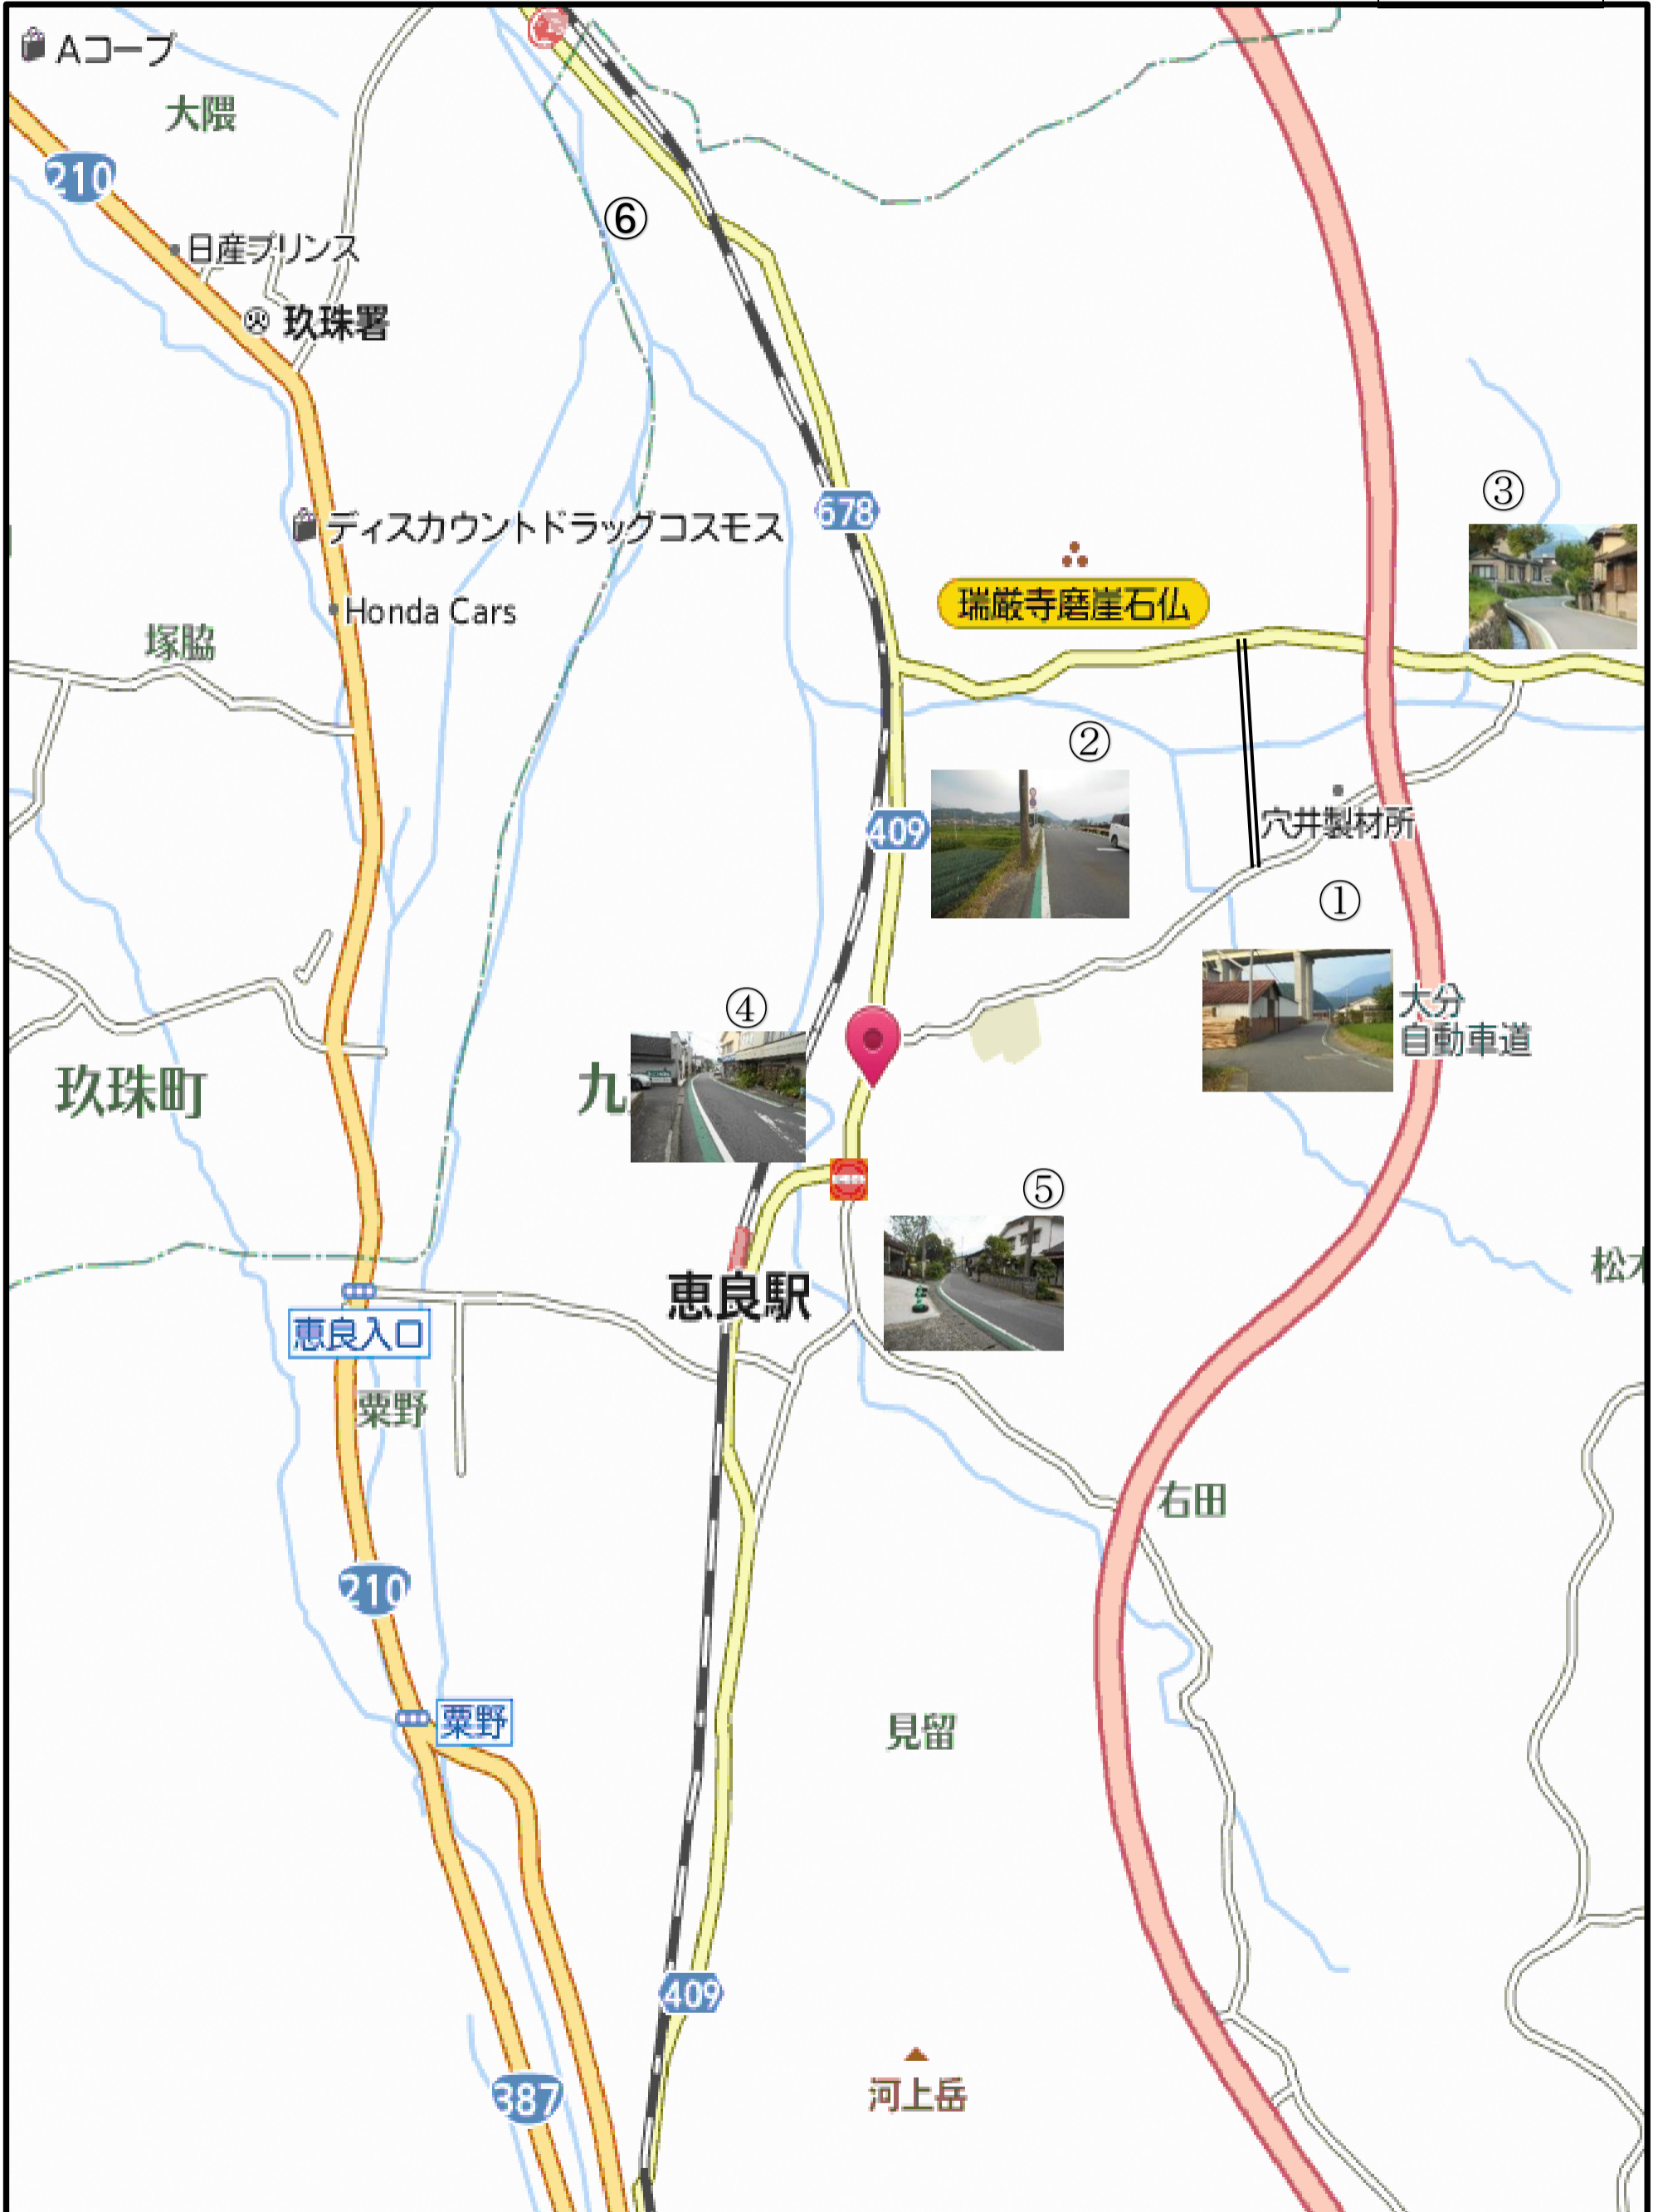 Aコープ
大隈
210
日産プリンス
⑥
玖珠署
③
678
ディスカウントドラッグコスモス
瑞厳寺磨崖石仏
Honda Cars
塚脇
②
409
穴井製材所
①
④
大分
自動車道
玖珠町
九
⑤
松木
恵良駅
恵良入口
粟野
右田
210
粟野
見留
409
河上岳
387